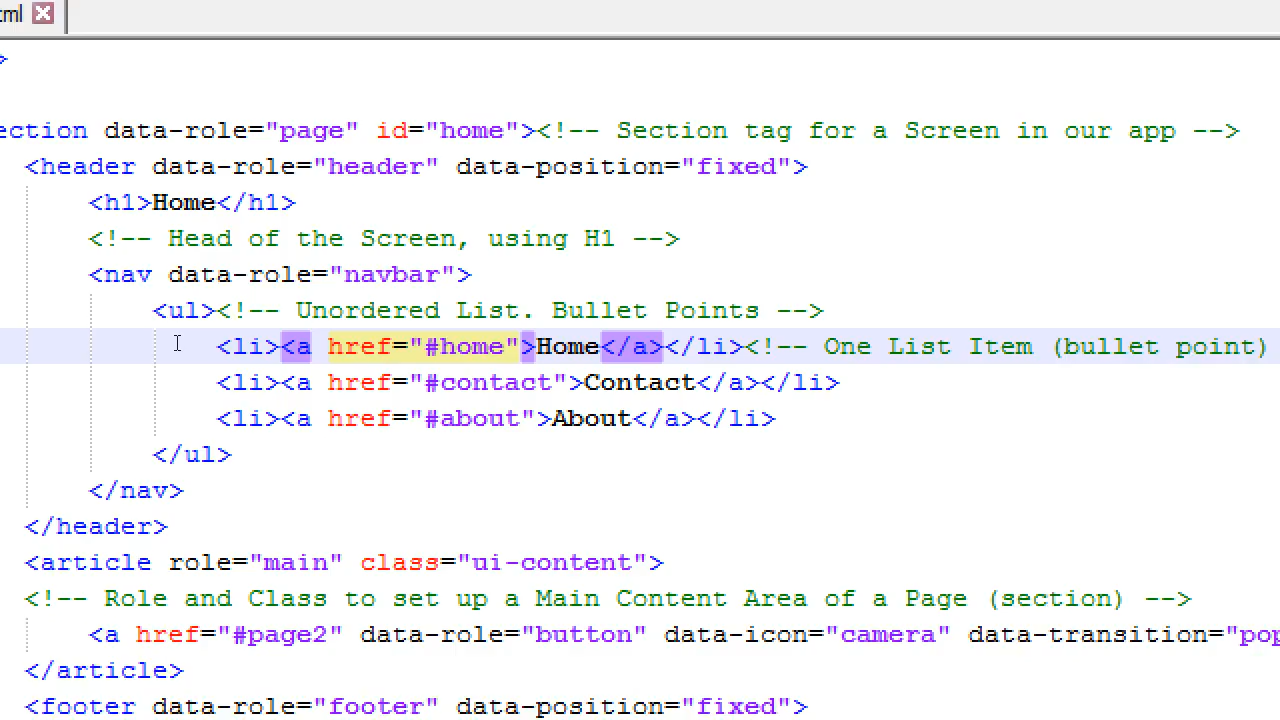 ml
>
ection data-role="page" id="home"><!-- Section tag for a Screen in our app -->
<header data-role="header" data-position="fixed">
<h1>Home</h1>
<!-- Head of the Screen, using H1 -->
<nav data-role="navbar">
<ul><!-- Unordered List. Bullet Points -->
<li><a href="#home">Home</a></li><!-- One List Item (bullet point)
<li><a href="#contact">Contact</a></li>
<li><a href="#about">About</a></li>
</ul>
</nav>
</header>
<article role="main" class="ui-content">
<!-- Role and Class to set up a Main Content Area of a Page (section) -->
<a href="#page2" data-role="button" data-icon="camera" data-transition="pop
</article>
<footer data-role="footer" data-position="fixed">